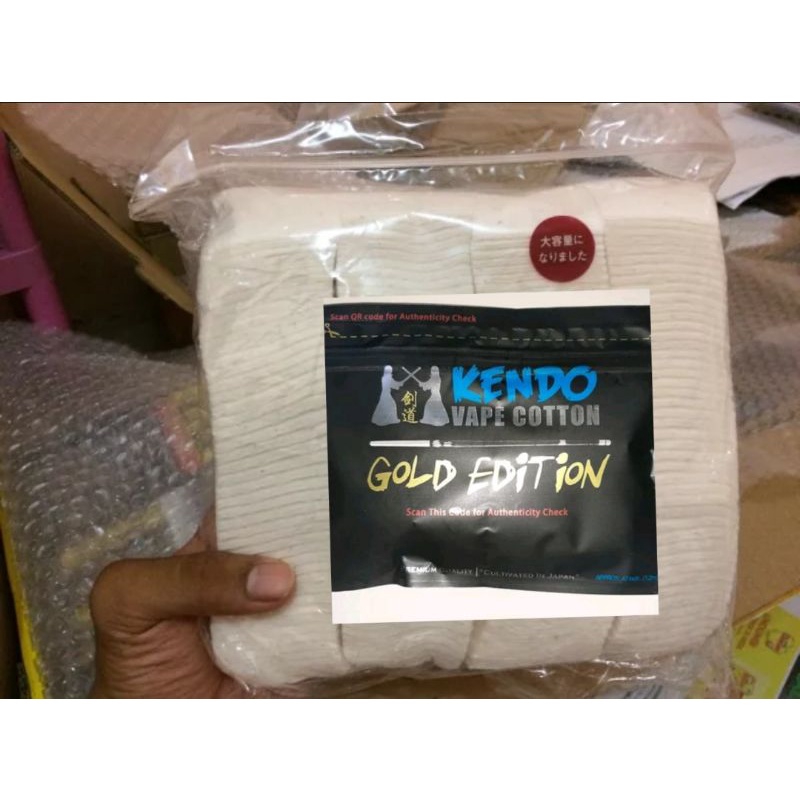 大容量に
なりました
Scan QR code for Authenticity Check
剣道
KENDO
VAPE COTTON
GOLD EDITION
Scan This Code for Authenticity Check
PREMIUM QUALITY | "CULTIVATED IN JAPAN"